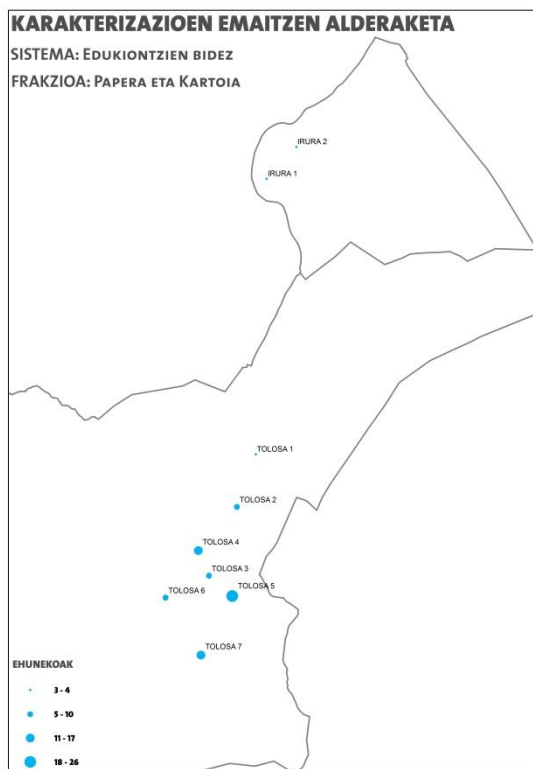 KARAKTERIZAZIOEN EMAITZEN ALDERAKETA
SISTEMA: EDUKIONTZIEN BIDEZ
FRAKZIOA: PAPERA ETA KARTOIA
IRURA 2
IRURA 1
TOLOSA 1
TOLOSA 2
TOLOSA 4
TOLOSA 3
TOLOSA 6
TOLOSA 5
TOLOSA 7
EHUNEKOAK
3 - 4
5 - 10
11 - 17
18 - 26